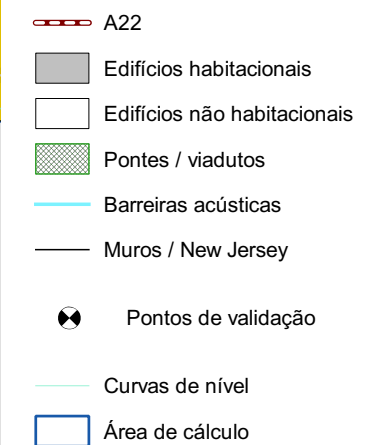 A22
Edifícios habitacionais
Edifícios não habitacionais
Pontes / viadutos
Barreiras acústicas
Muros / New Jersey
Pontos de validação
Curvas de nível
Área de cálculo